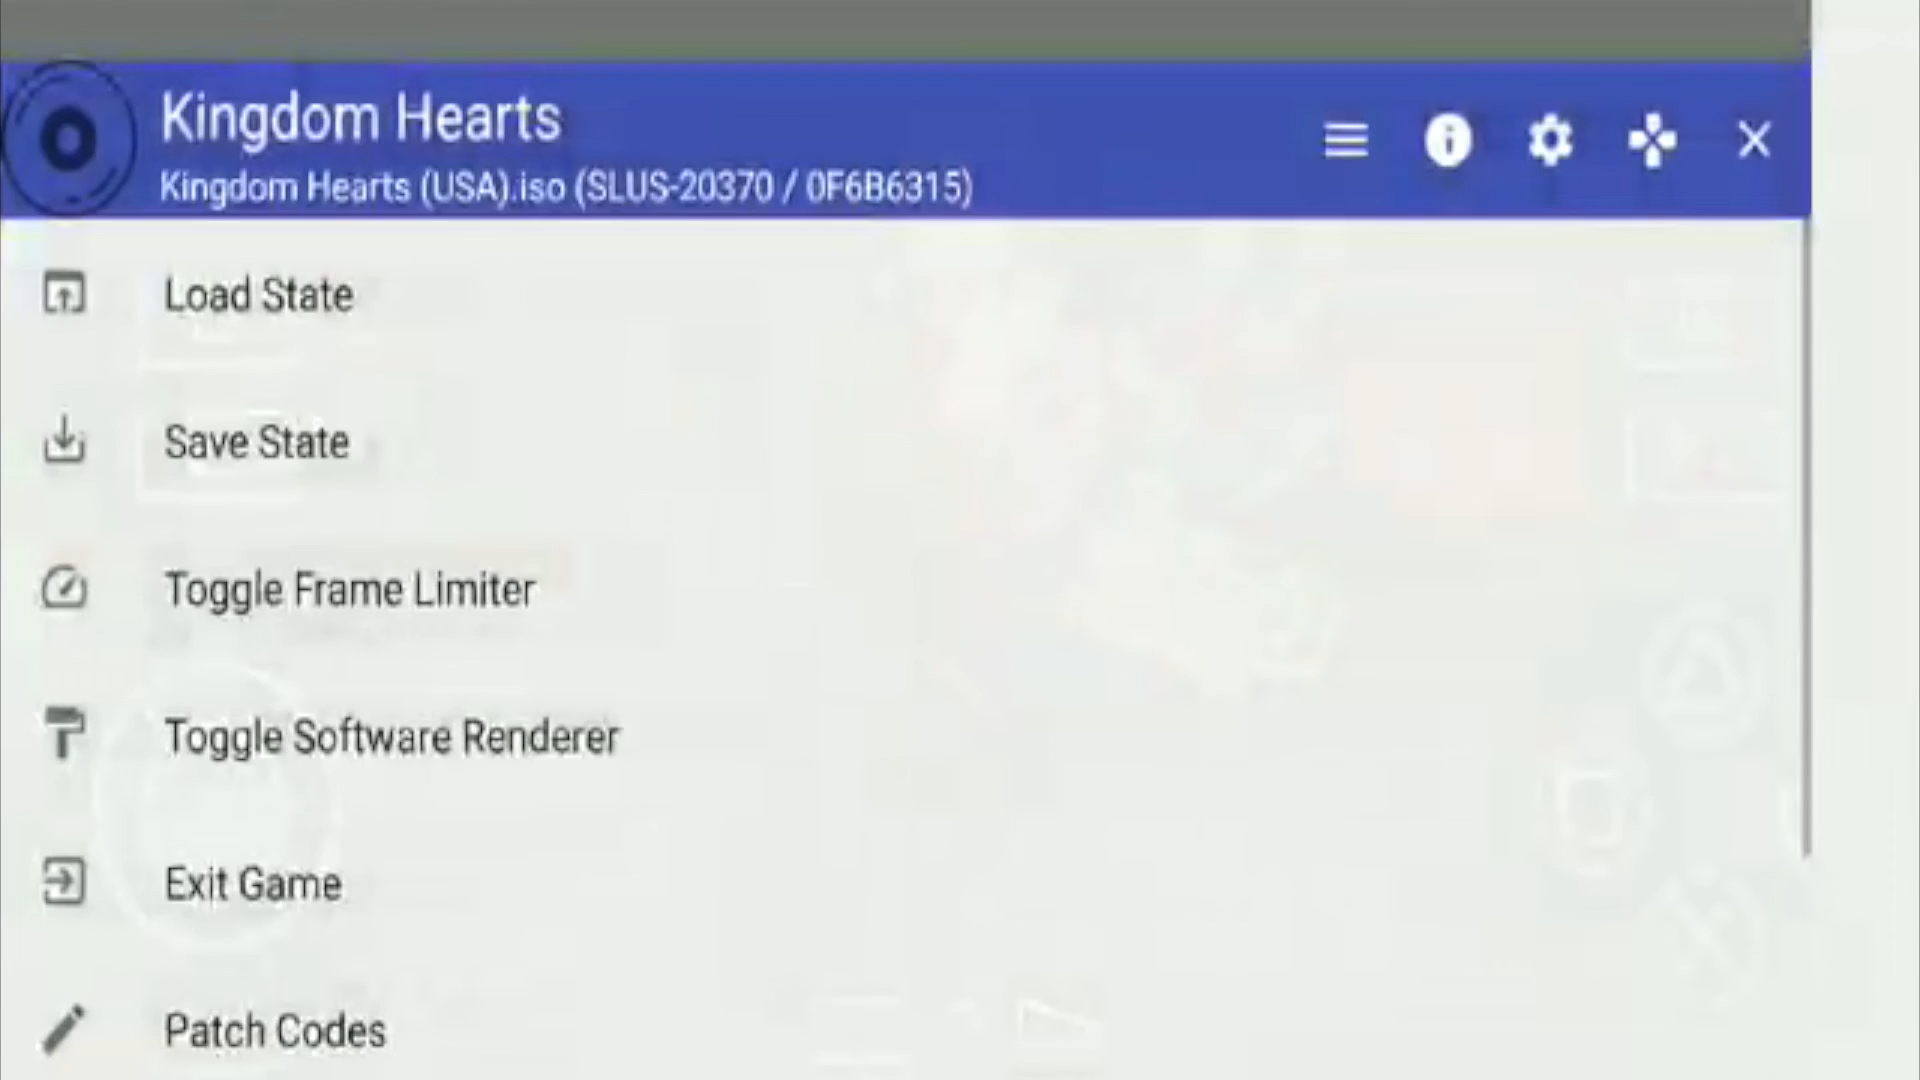 Kingdom Hearts
Kingdom Hearts (USA).iso (SLUS-20370 / 0F6B6315)
Load State
Save State
Toggle Frame Limiter
Toggle Software Renderer
Exit Game
Patch Codes